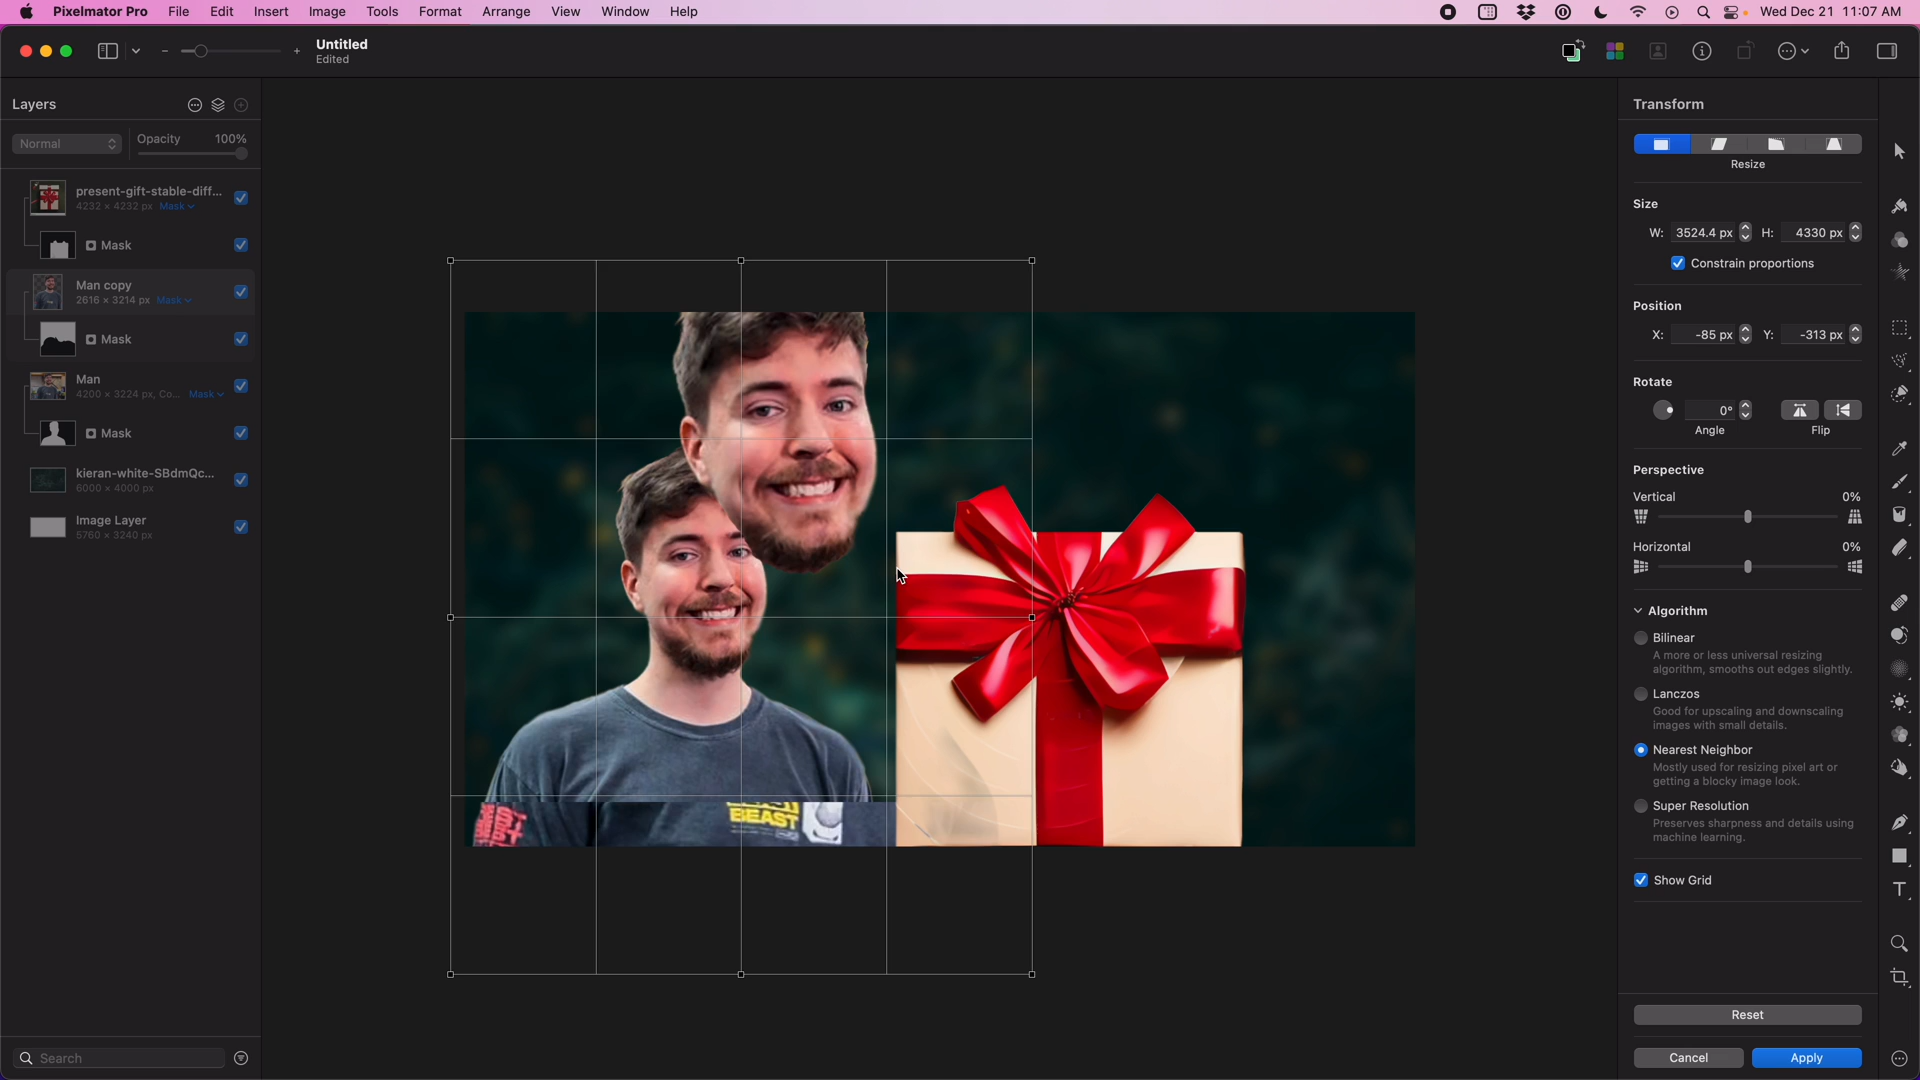 Pixelmator Pro File Edit Insert Image Tools Format Arrange View Window Help Wed Dec 21 11:07 AM
Untitled
Edited
Layers
Normal Opacity 100%
present-gift-stable-diff...
4232 × 4232 px Mask
Mask
Man copy
2616 × 3214 px Mask
Mask
Man
4200 × 3224 px, Co... Mask
Mask
kieran-white-SBdmQc...
6000 × 4000 px
Image Layer
5760 × 3240 px
Search
BEAST
Transform
Resize
Size
W: 3524.4 px H: 4330 px
Constrain proportions
Position
X: -85 px Y: -313 px
Rotate
0°
Angle Flip
Perspective
Vertical 0%
Horizontal 0%
Algorithm
Bilinear
A more or less universal resizing
algorithm, smooths out edges slightly.
Lanczos
Good for upscaling and downscaling
images with small details.
Nearest Neighbor
Mostly used for resizing pixel art or
getting a blocky image look.
Super Resolution
Preserves sharpness and details using
machine learning.
Show Grid
Reset
Cancel Apply